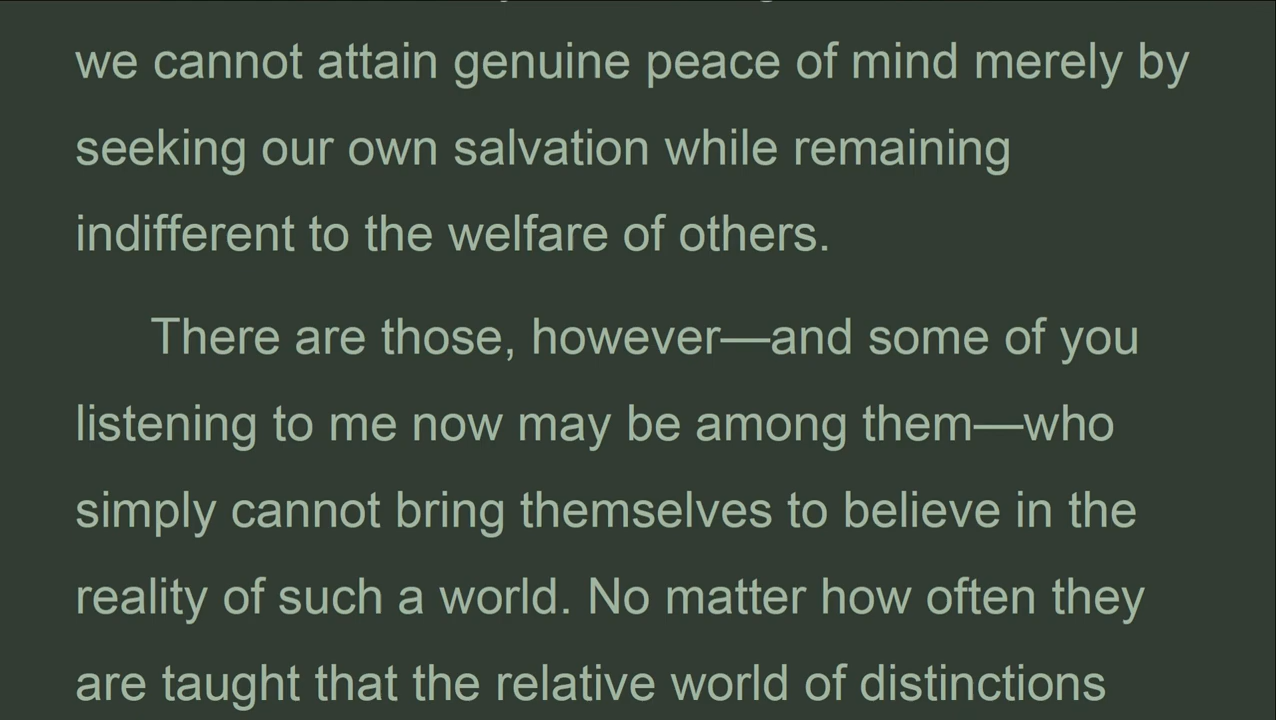 we cannot attain genuine peace of mind merely by
seeking our own salvation while remaining
indifferent to the welfare of others.
There are those, however—and some of you
listening to me now may be among them—who
simply cannot bring themselves to believe in the
reality of such a world. No matter how often they
are taught that the relative world of distinctions